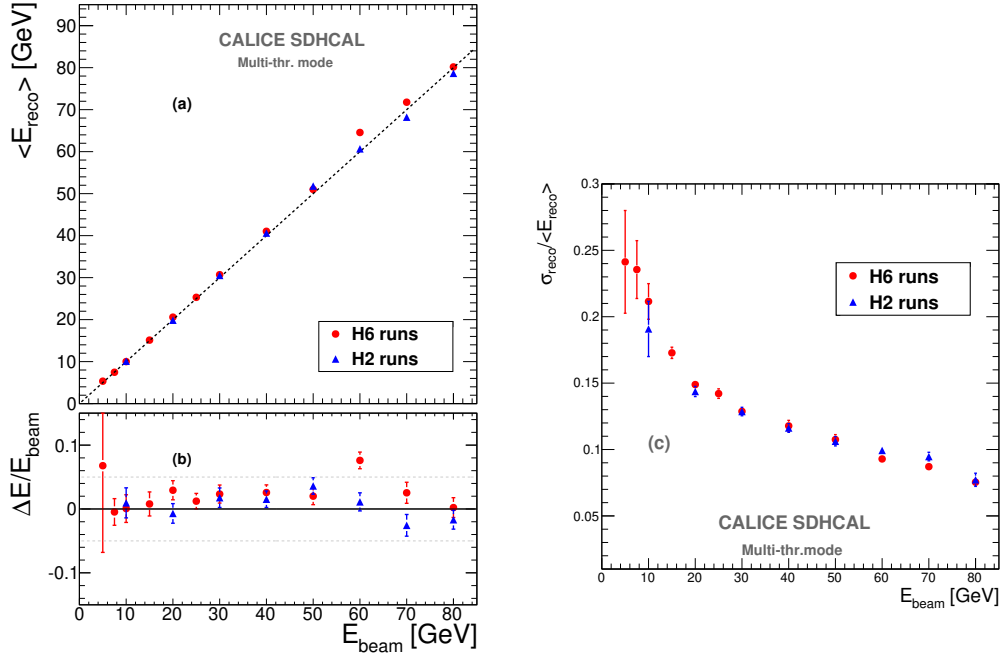 <E_reco> [GeV]
90
80
70
60
50
40
30
20
10
0
CALICE SDHCAL
Multi-thr. mode
(a)
H6 runs
H2 runs
ΔE/E_beam
0.1
0
-0.1
(b)
0 10 20 30 40 50 60 70 80
E_beam [GeV]
σ_reco/<E_reco>
0.3
0.25
0.2
0.15
0.1
0.05
H6 runs
H2 runs
(c)
CALICE SDHCAL
Multi-thr.mode
0 10 20 30 40 50 60 70 80
E_beam [GeV]